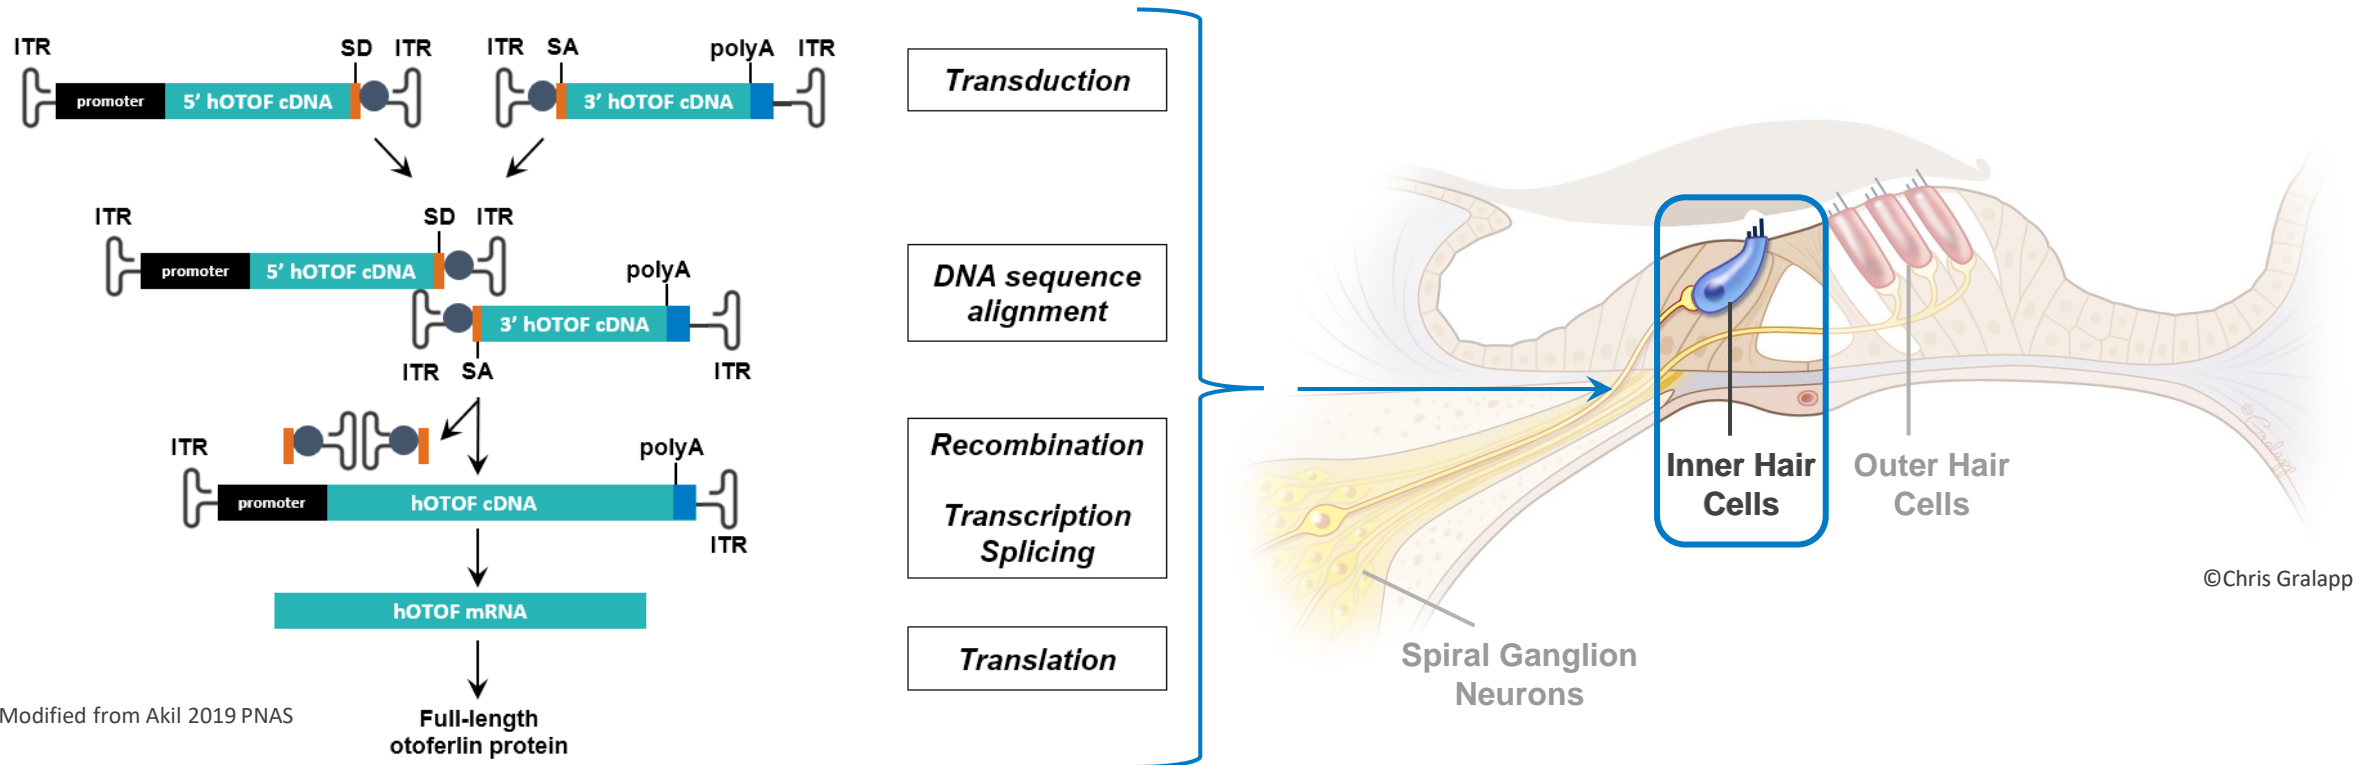 ITR SD ITR ITR SA polyA ITR
promoter 5’ hOTOF cDNA 3’ hOTOF cDNA
Transduction
ITR SD ITR
promoter 5’ hOTOF cDNA
polyA
3’ hOTOF cDNA
ITR SA ITR
DNA sequence
alignment
ITR polyA
promoter hOTOF cDNA
ITR
Recombination
Transcription
Splicing
hOTOF mRNA
Translation
Full-length
otoferlin protein
Modified from Akil 2019 PNAS
Inner Hair
Cells
Outer Hair
Cells
Spiral Ganglion
Neurons
©Chris Gralapp
©Gralapp